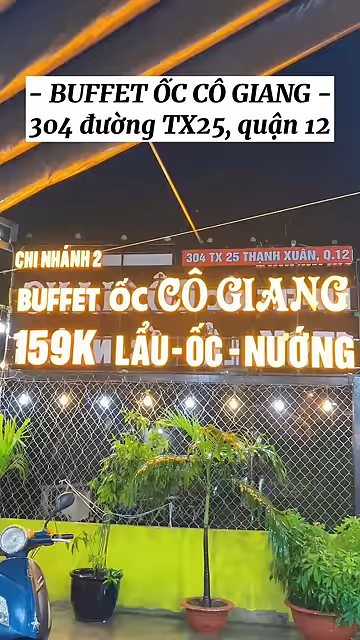 - BUFFET ỐC CÔ GIANG -
304 đường TX25, quận 12
CHI NHÁNH 2
304 TX 25 THẠNH XUÂN, Q.12
BUFFET ỐC CÔ GIANG
159K LẨU - ỐC - NƯỚNG